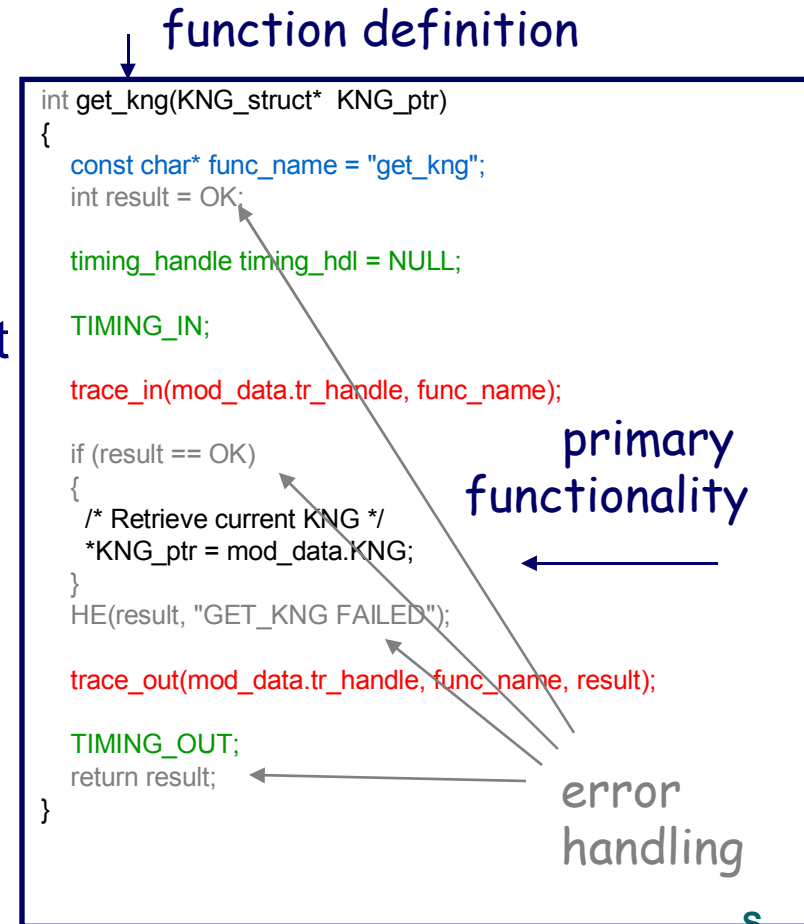 function definition
int get_kng(KNG_struct* KNG_ptr)
{
const char* func_name = "get_kng";
int result = OK;
timing_handle timing_hdl = NULL;
TIMING_IN;
t
trace_in(mod_data.tr_handle, func_name);
if (result == OK)
{
/* Retrieve current KNG */
*KNG_ptr = mod_data.KNG;
}
HE(result, "GET_KNG FAILED");
primary
functionality
trace_out(mod_data.tr_handle, func_name, result);
TIMING_OUT;
return result;
}
error
handling
s